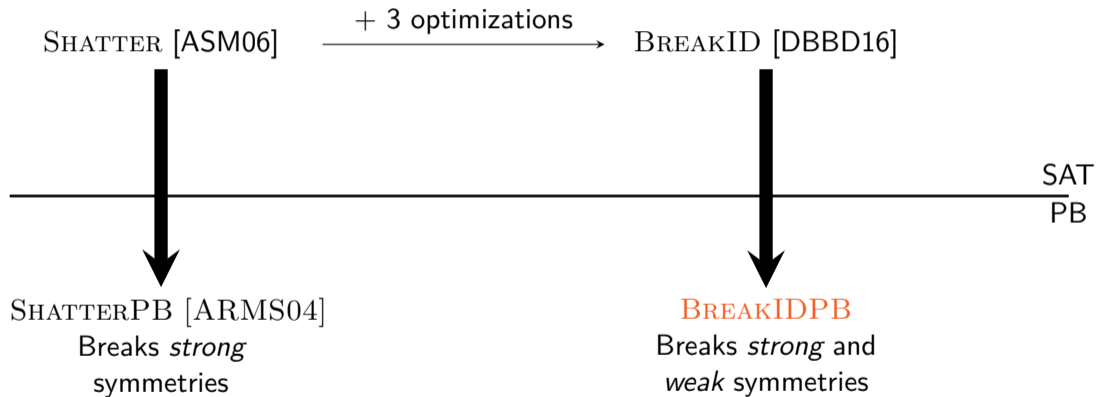 + 3 optimizations
SHATTER [ASM06]
BREAKID [DBBD16]
SAT
PB
SHATTERPB [ARMS04]
Breaks strong
symmetries
BREAKIDPB
Breaks strong and
weak symmetries